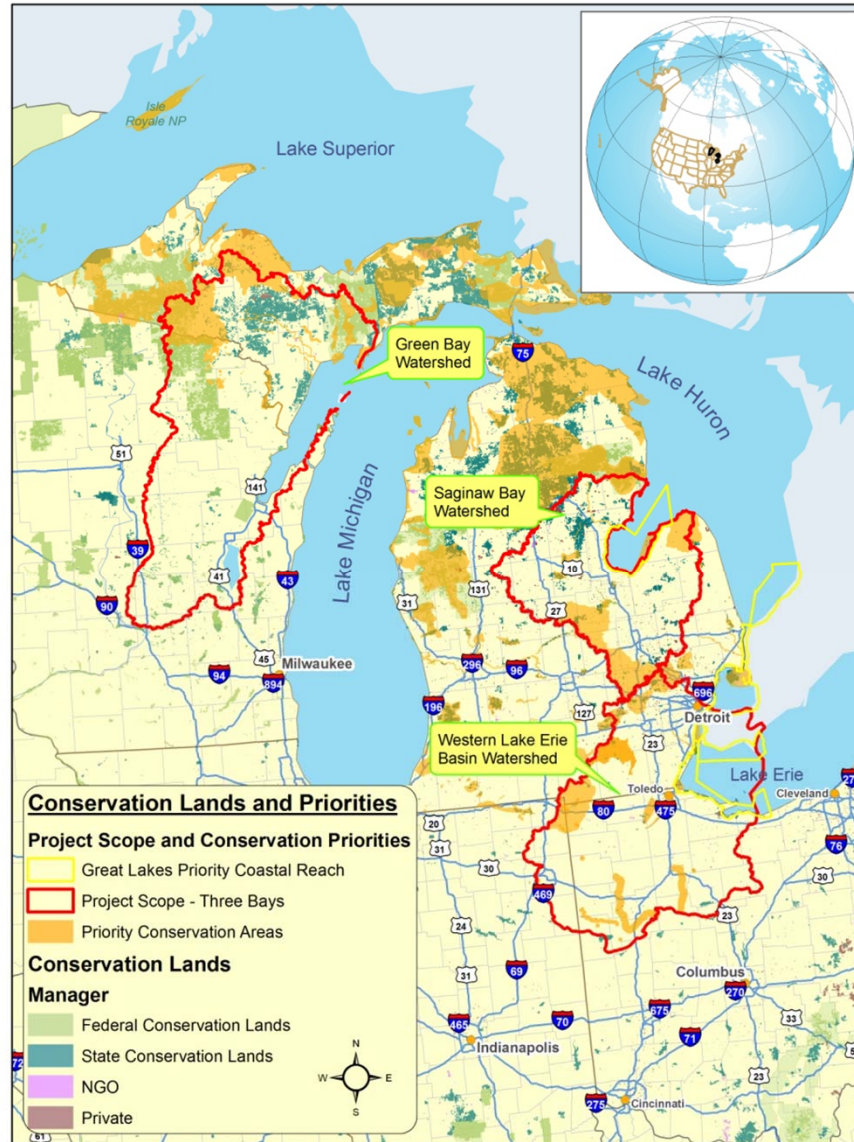 Isle
Royale NP
Lake Superior
Green Bay
Watershed
75
Lake Huron
51
141
Saginaw Bay
Watershed
Lake Michigan
39
41
43
10
131
31
27
90
45
94
Milwaukee
894
296
96
696
196
127
Detroit
23
Western Lake Erie
Basin Watershed
Lake Erie
Toledo
Cleveland
80
475
20
31
76
30
30
469
24
23
31
69
Columbus
270
33
465
70
675
71
Indianapolis
23
275
Cincinnati
Conservation Lands and Priorities
Project Scope and Conservation Priorities
Great Lakes Priority Coastal Reach
Project Scope - Three Bays
Priority Conservation Areas
Conservation Lands
Manager
Federal Conservation Lands
State Conservation Lands
NGO
Private
N
W E
S
72
61